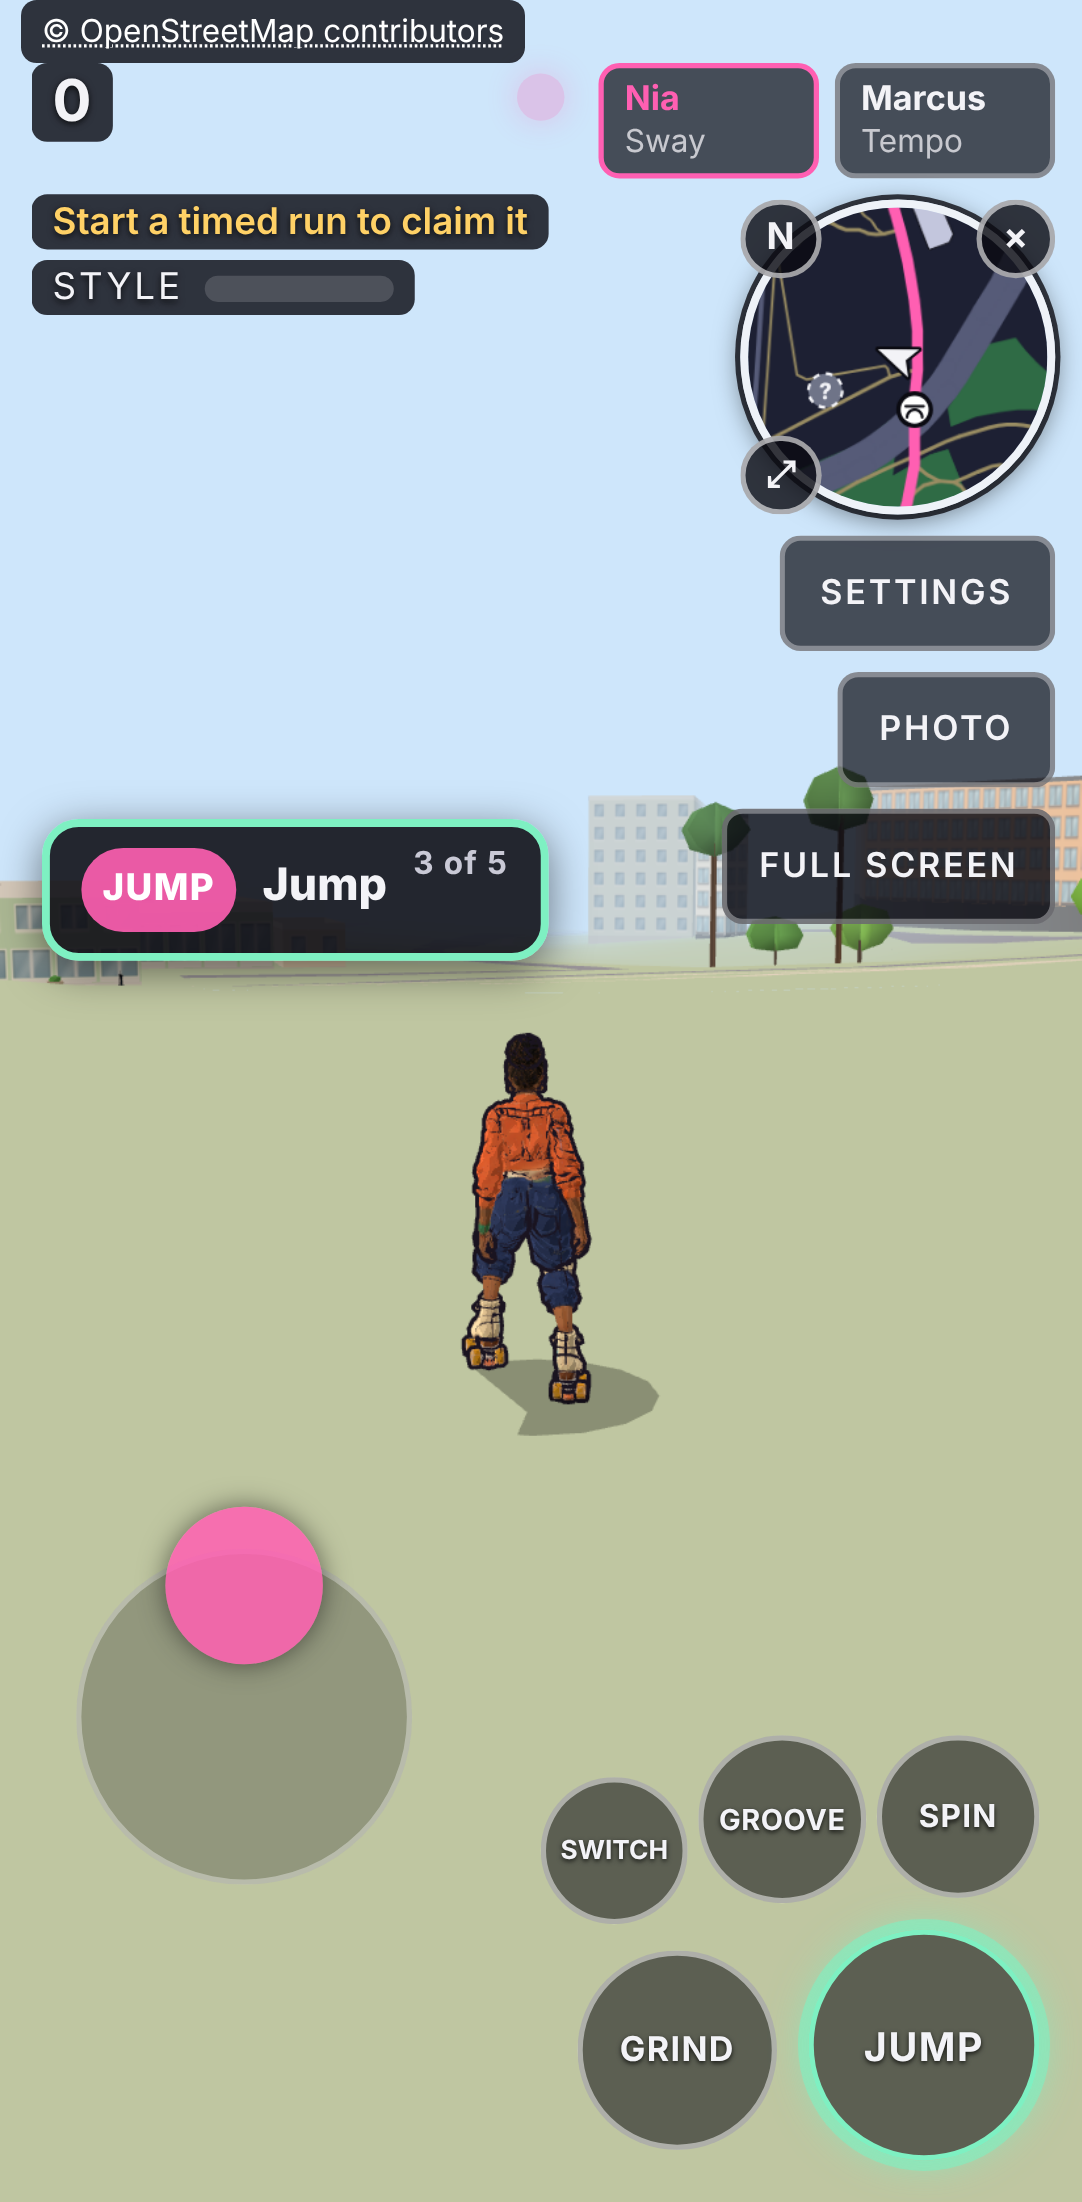 © OpenStreetMap contributors
0
Nia
Sway
Marcus
Tempo
Start a timed run to claim it
STYLE
N
×
?
SETTINGS
PHOTO
FULL SCREEN
JUMP Jump 3 of 5
SWITCH
GROOVE
SPIN
GRIND
JUMP